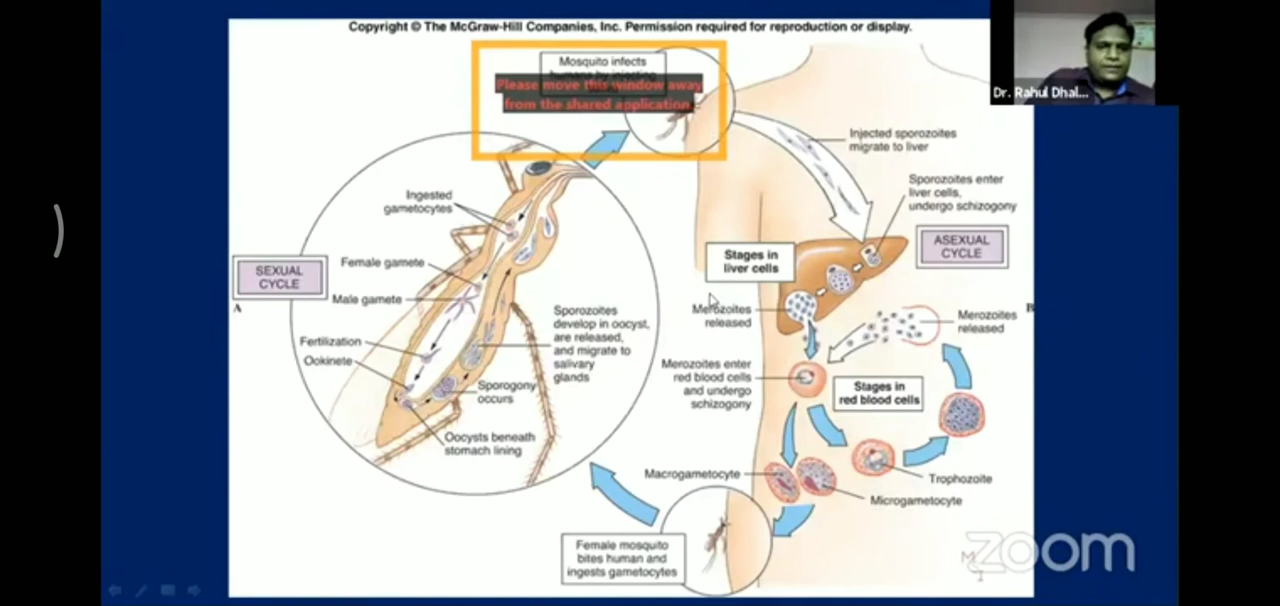 Copyright © The McGraw-Hill Companies, Inc. Permission required for reproduction or display.
Mosquito infects
Please move this window away
from the shared application.
Dr. Rahul Dhal...
Injected sporozoites
migrate to liver
Sporozoites enter
liver cells,
undergo schizogony
Ingested
gametocytes
Stages in
liver cells
ASEXUAL
CYCLE
SEXUAL
CYCLE
Female gamete
Male gamete
A
B
Merozoites
released
Merozoites
released
Sporozoites
develop in oocyst,
are released,
and migrate to
salivary
glands
Fertilization
Ookinete
Merozoites enter
red blood cells
and undergo
schizogony
Stages in
red blood cells
Sporogony
occurs
Oocysts beneath
stomach lining
Macrogametocyte
Trophozoite
Microgametocyte
Female mosquito
bites human and
ingests gametocytes
zoom